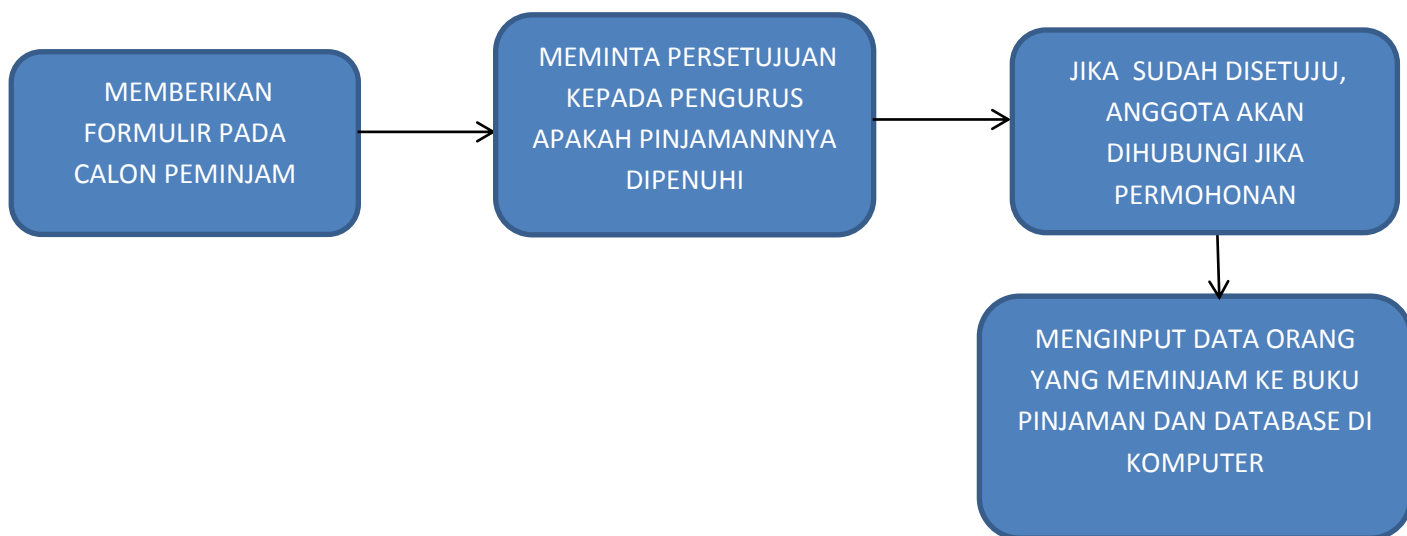 MEMBERIKAN
FORMULIR PADA
CALON PEMINJAM
MEMINTA PERSETUJUAN
KEPADA PENGURUS
APAKAH PINJAMANNNYA
DIPENUHI
JIKA  SUDAH DISETUJU,
ANGGOTA AKAN
DIHUBUNGI JIKA
PERMOHONAN
MENGINPUT DATA ORANG
YANG MEMINJAM KE BUKU
PINJAMAN DAN DATABASE DI
KOMPUTER